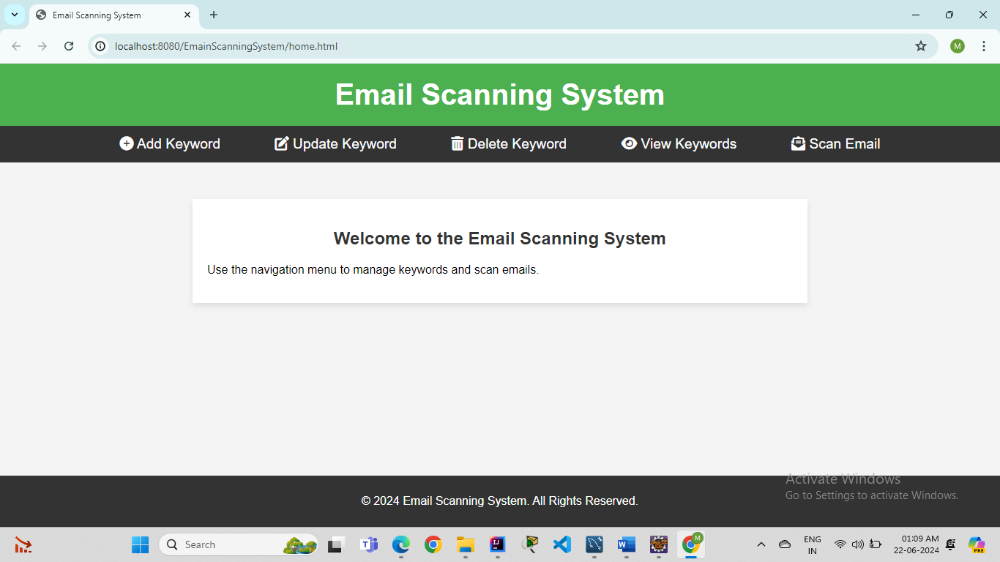 Email Scanning System
localhost:8080/EmainScanningSystem/home.html
M
Email Scanning System
Add Keyword
Update Keyword
Delete Keyword
View Keywords
Scan Email
Welcome to the Email Scanning System
Use the navigation menu to manage keywords and scan emails.
Activate Windows
Go to Settings to activate Windows.
© 2024 Email Scanning System. All Rights Reserved.
Search
M
ENG
IN
01:09 AM
22-06-2024
PRE